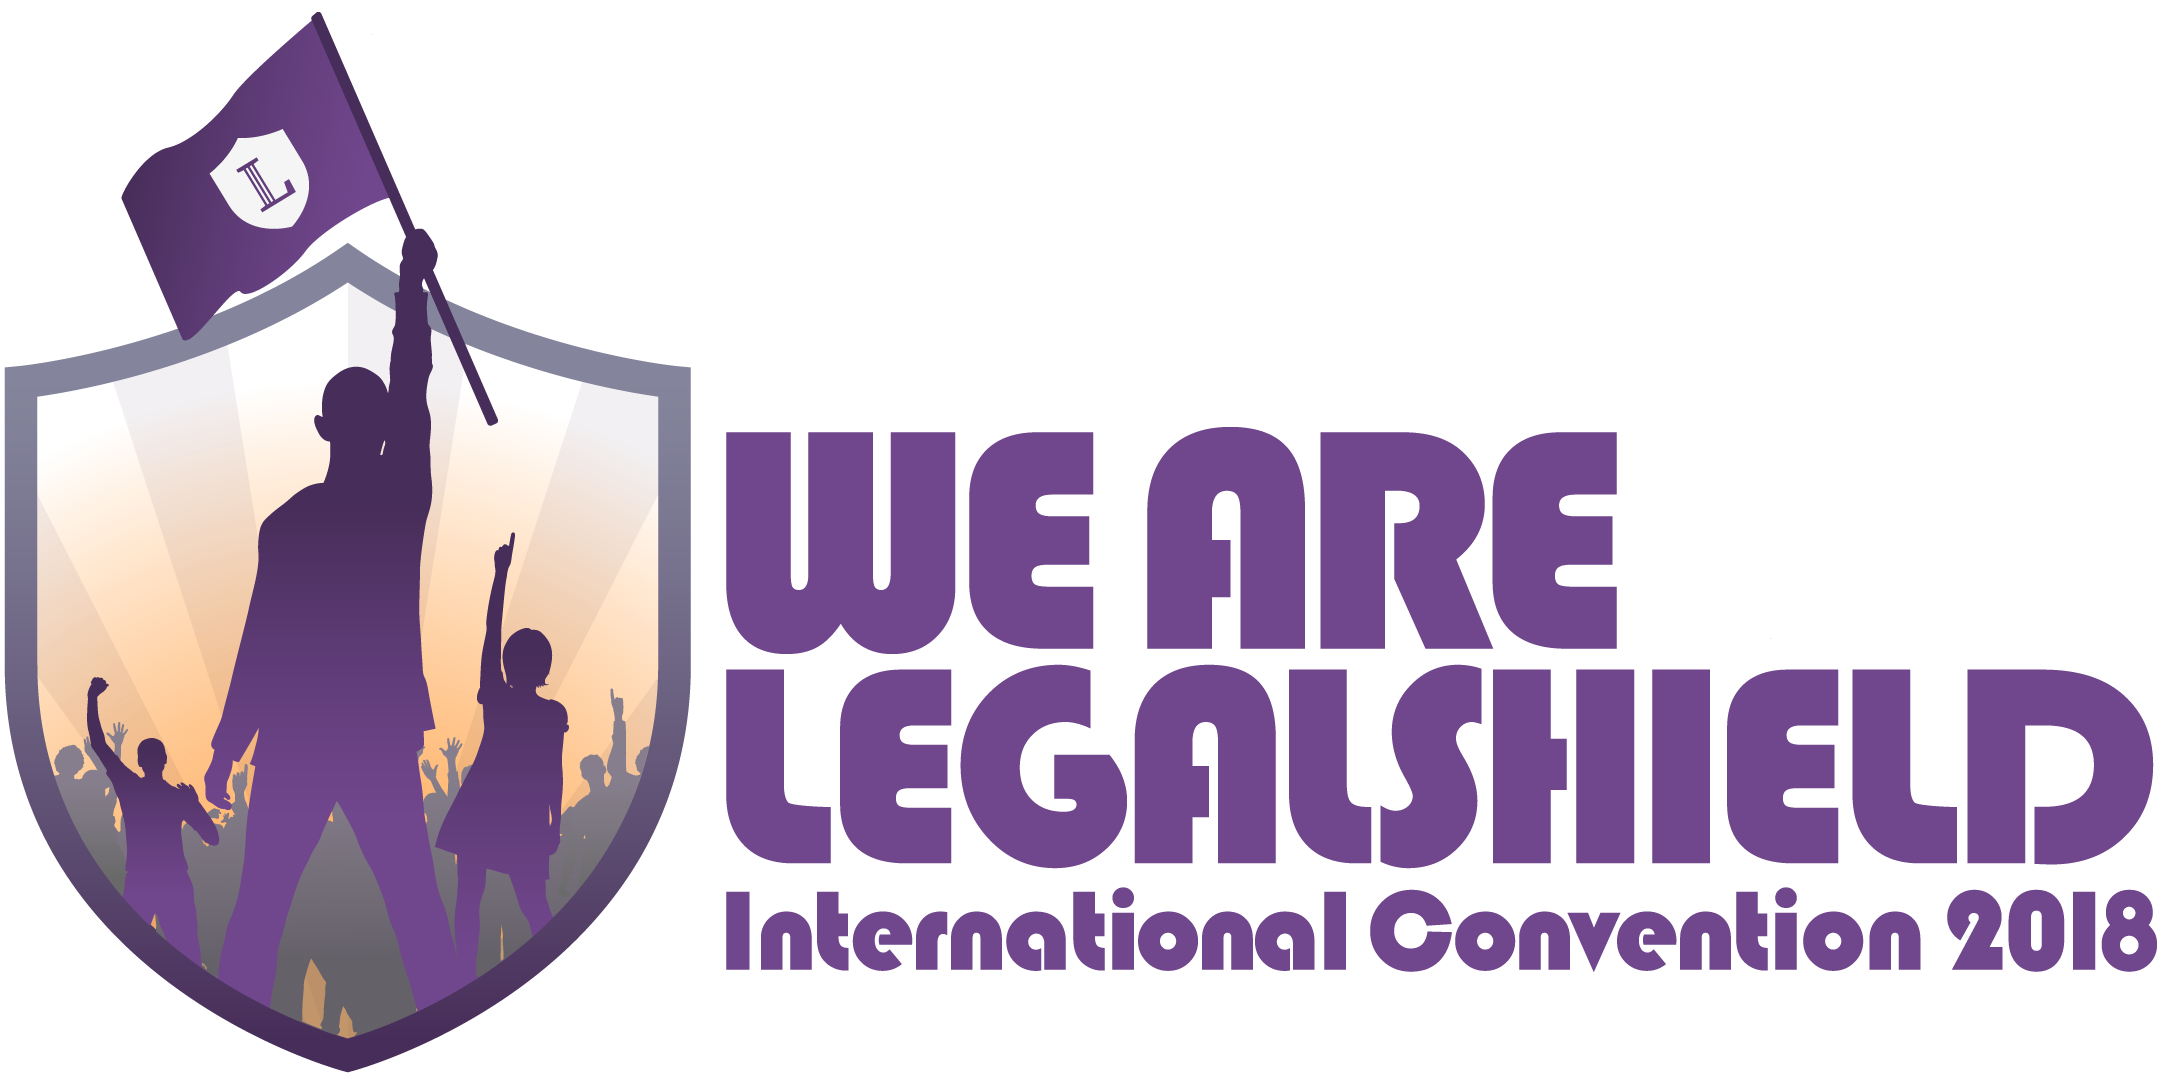 L
WE ARE
LEGALSHIELD
International Convention 2018